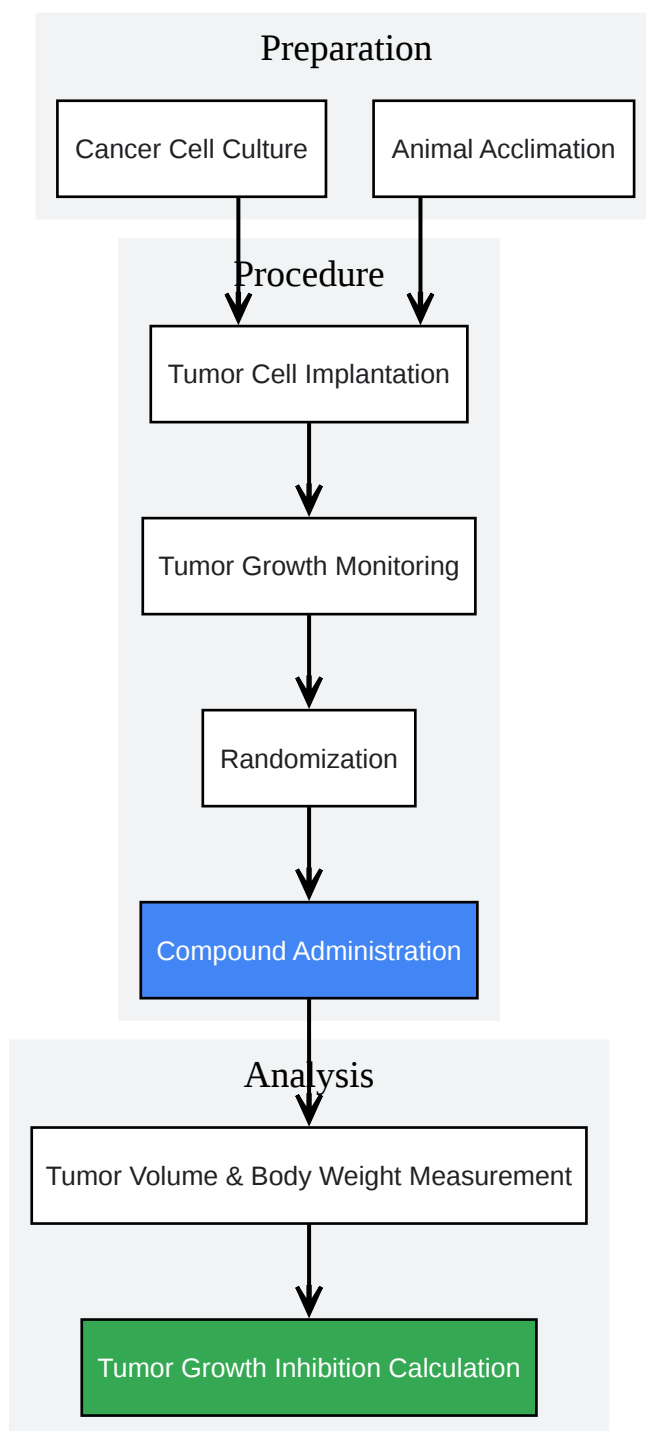 Preparation
Cancer Cell Culture
Animal Acclimation
Procedure
Tumor Cell Implantation
Tumor Growth Monitoring
Randomization
Compound Administration
Analysis
Tumor Volume & Body Weight Measurement
Tumor Growth Inhibition Calculation